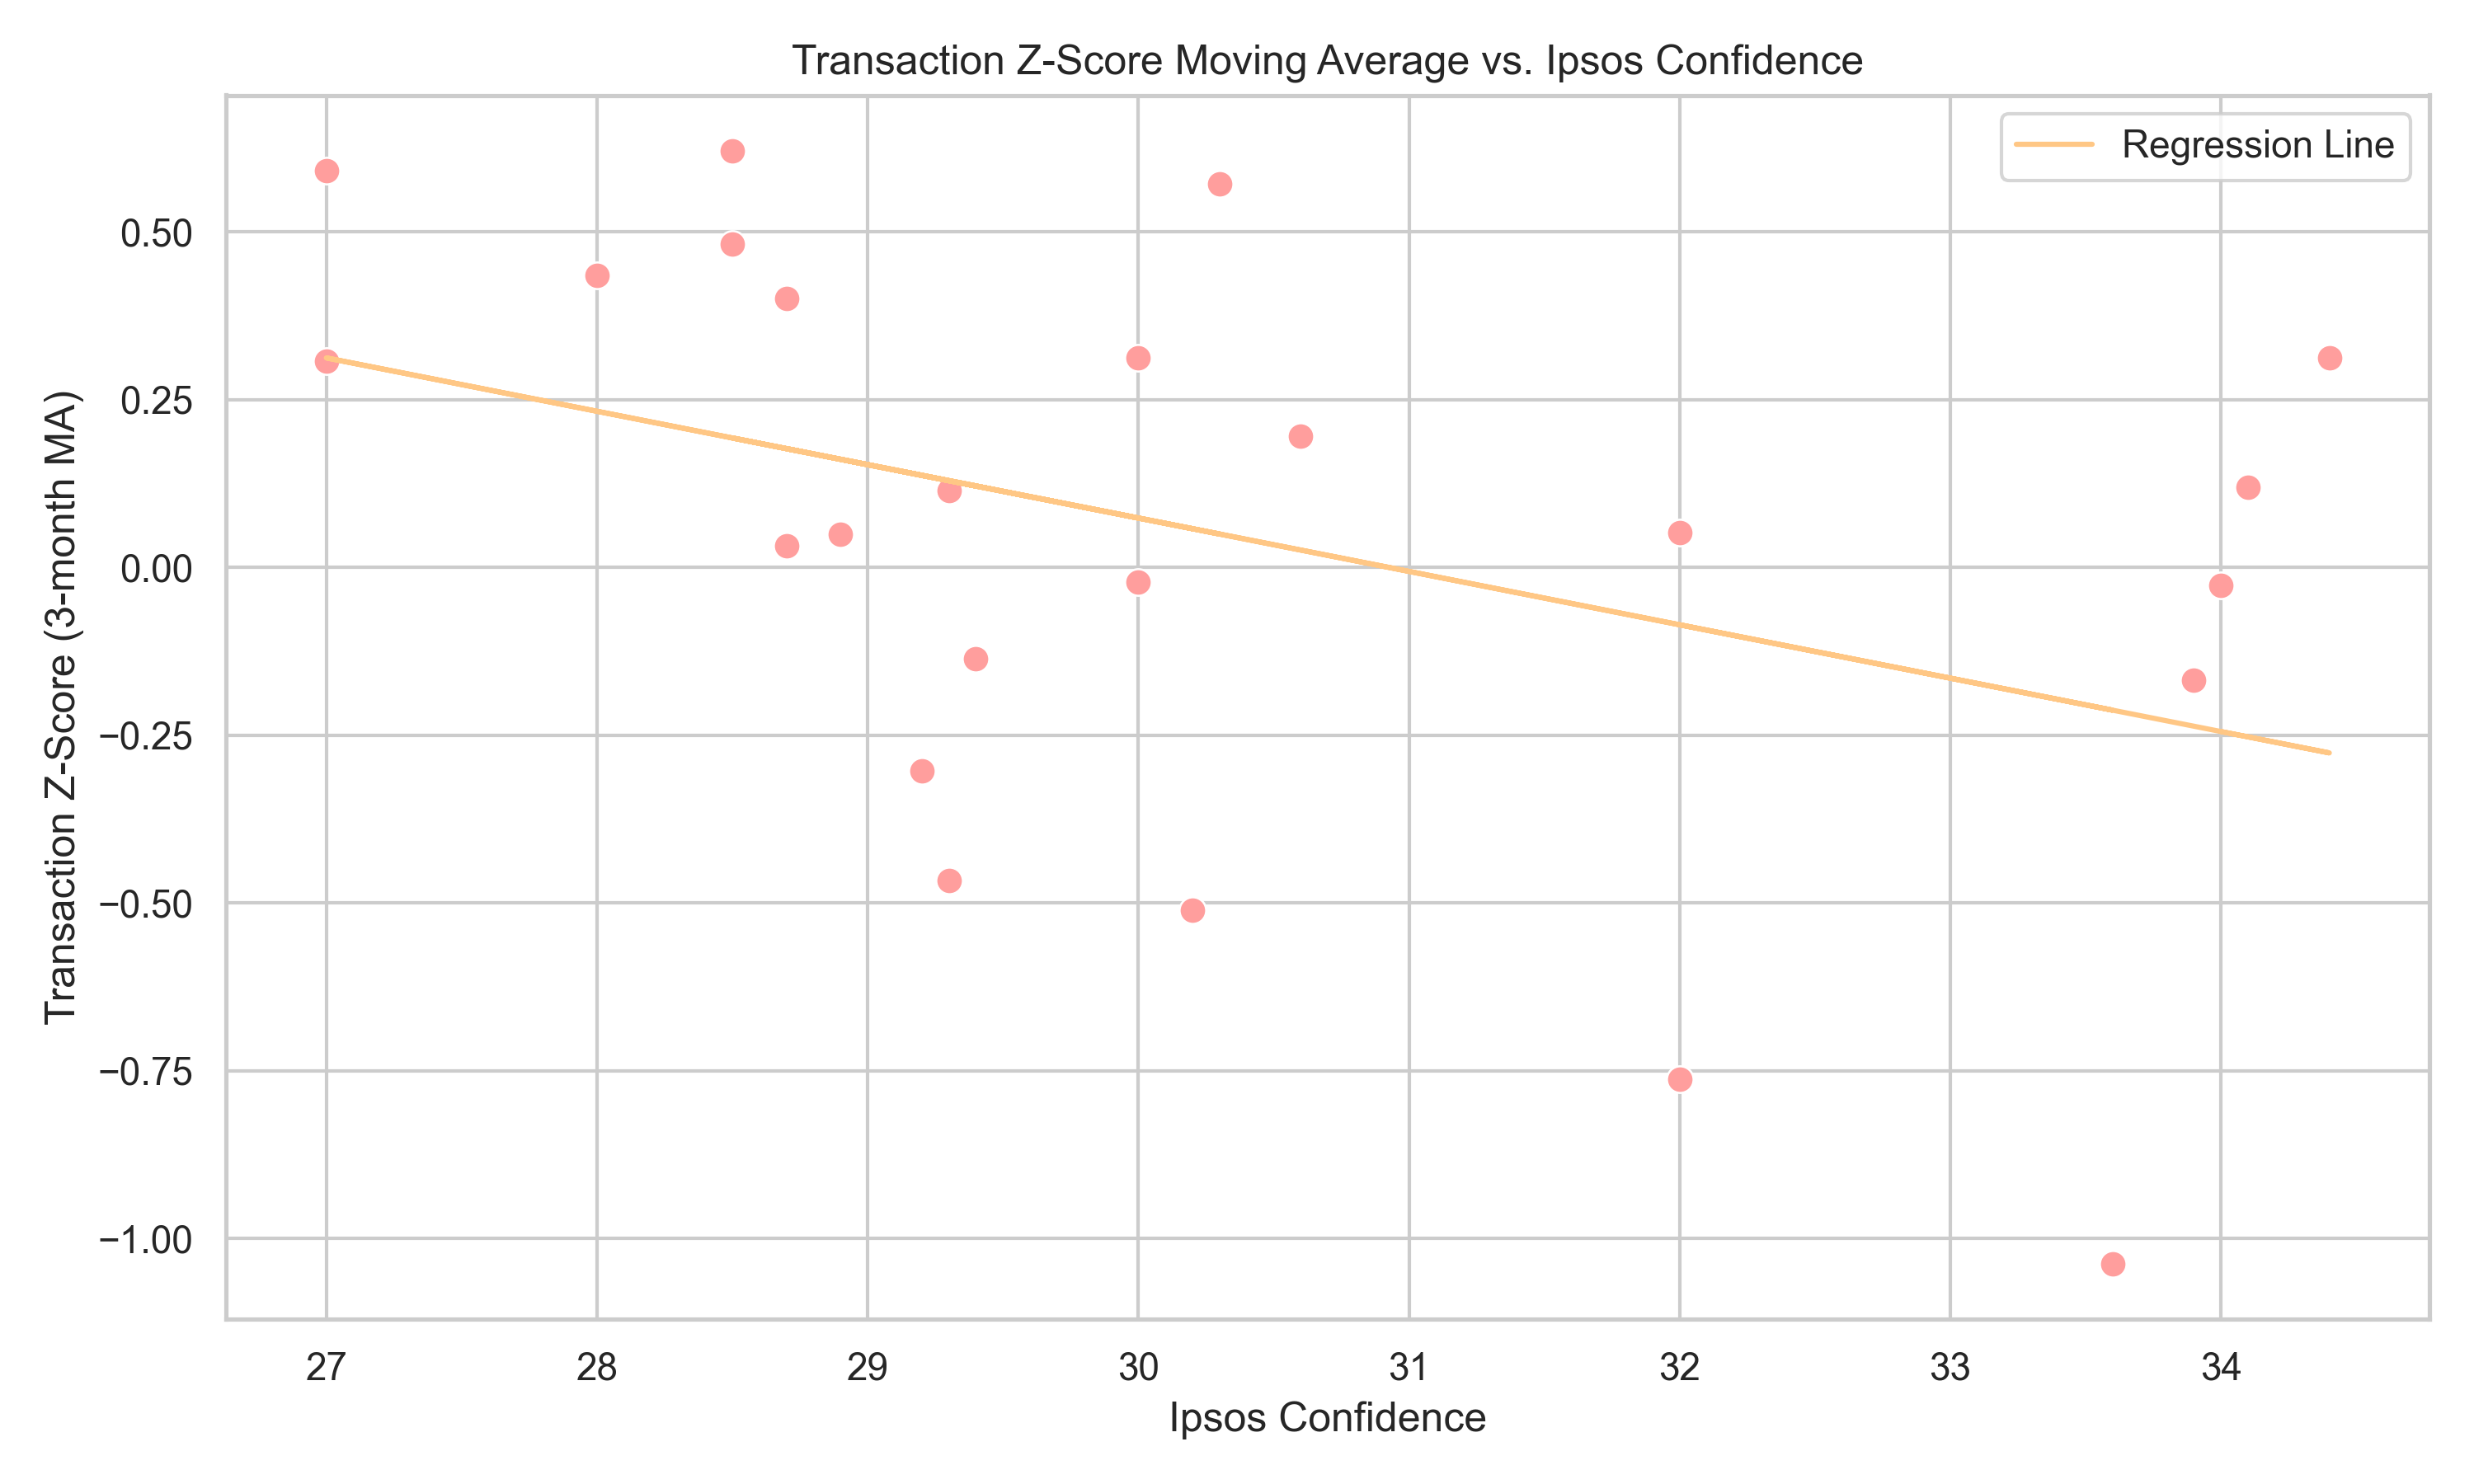 Transaction Z-Score Moving Average vs. Ipsos Confidence
Regression Line
Transaction Z-Score (3-month MA)
0.50
0.25
0.00
−0.25
−0.50
−0.75
−1.00
27 28 29 30 31 32 33 34
Ipsos Confidence